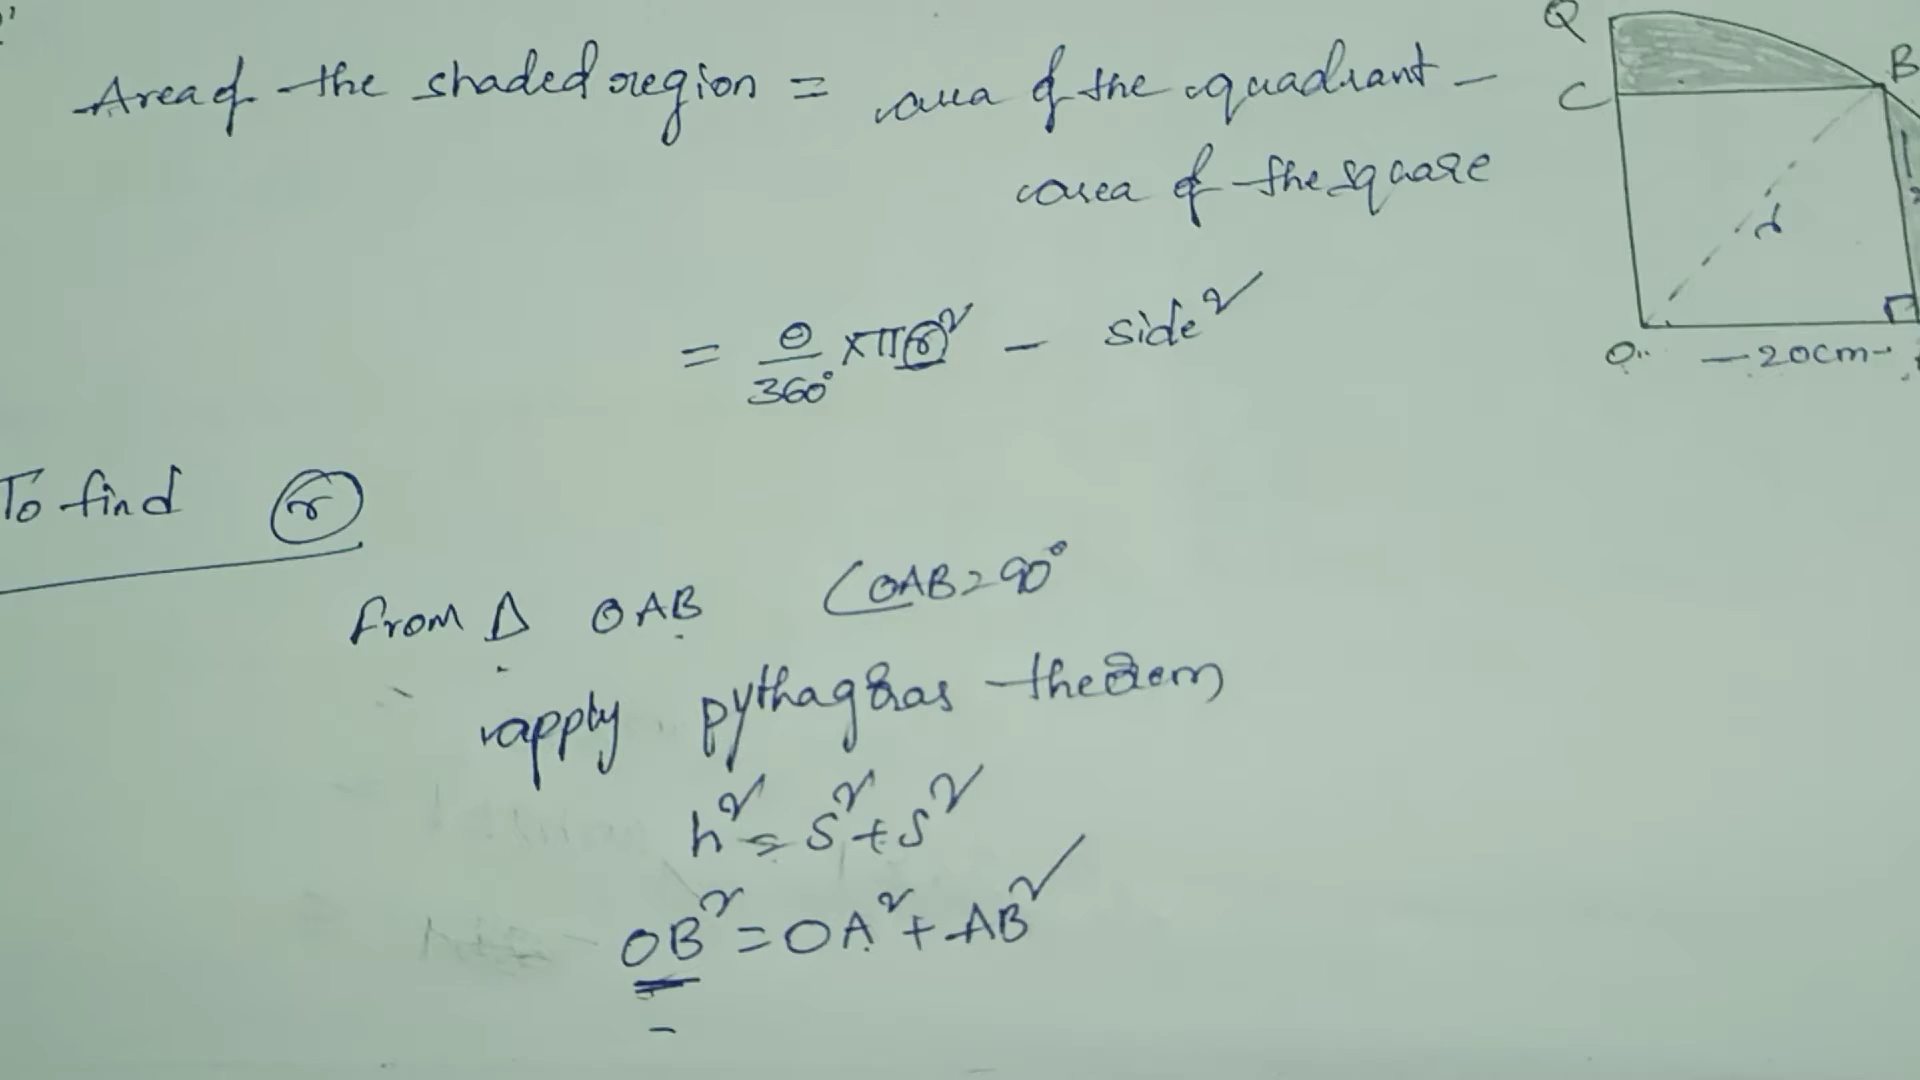 Area of the shaded region = area of the quadrant -
area of the square
= θ/360° × πr² - side²
To find r
From Δ OAB ∠OAB = 90°
apply pythagoras theorem
h² = s² + s²
OB² = OA² + AB²
Q
B
C
r
O
20cm